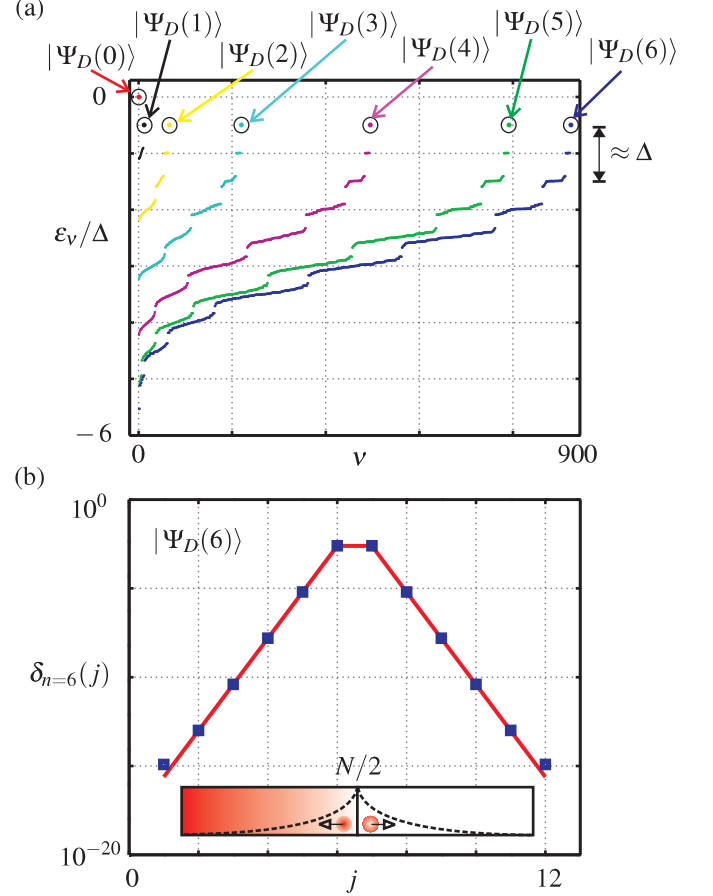 (a)
|Ψ_D(0)⟩ |Ψ_D(1)⟩ |Ψ_D(2)⟩ |Ψ_D(3)⟩ |Ψ_D(4)⟩ |Ψ_D(5)⟩ |Ψ_D(6)⟩
0
≈ Δ
ε_ν/Δ
−6
0 ν 900
(b)
10^0
|Ψ_D(6)⟩
δ_{n=6}(j)
N/2
10^{-20}
0 j 12